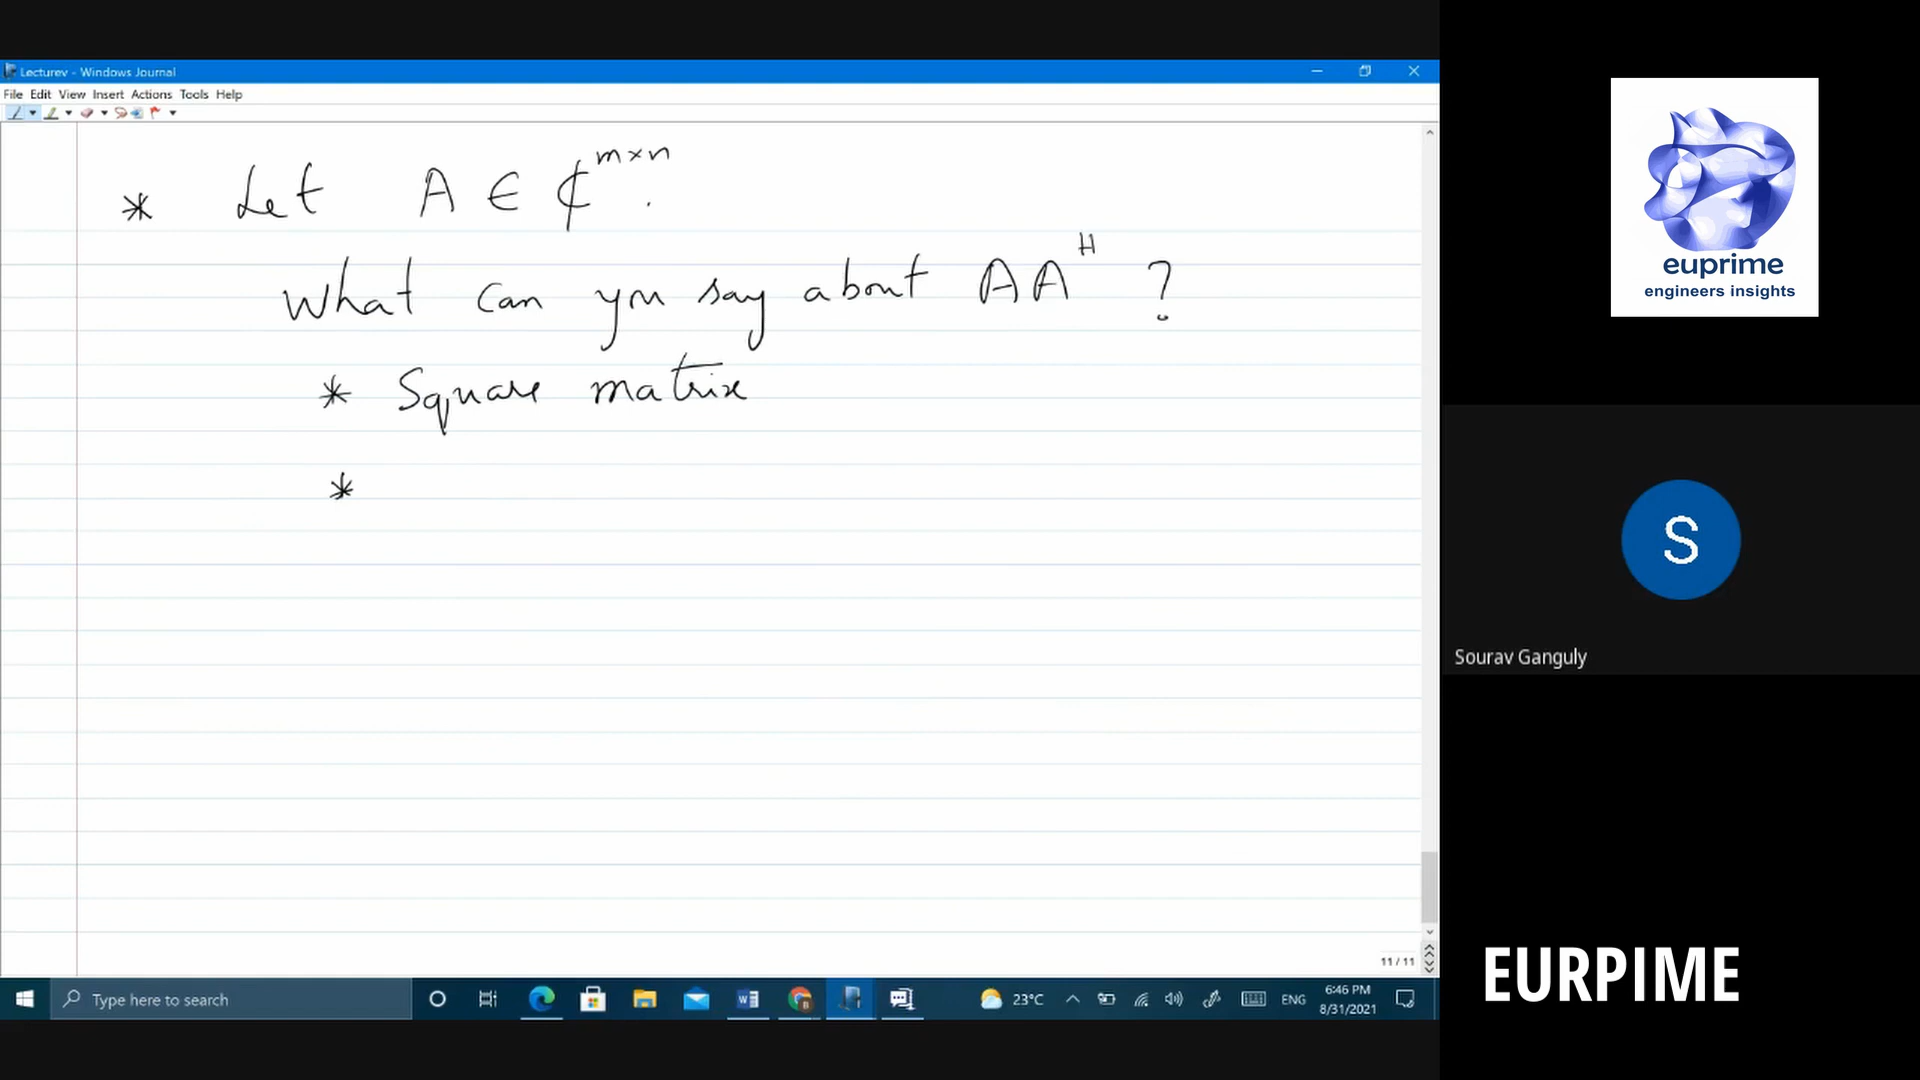 Lecturev - Windows Journal
File Edit View Insert Actions Tools Help
* Let A ∈ ₵^{m×n}.
What can you say about AA^H ?
* Square matrix
*
11 / 11
Type here to search
23°C
ENG
6:46 PM
8/31/2021
euprime
engineers insights
S
Sourav Ganguly
EURPIME